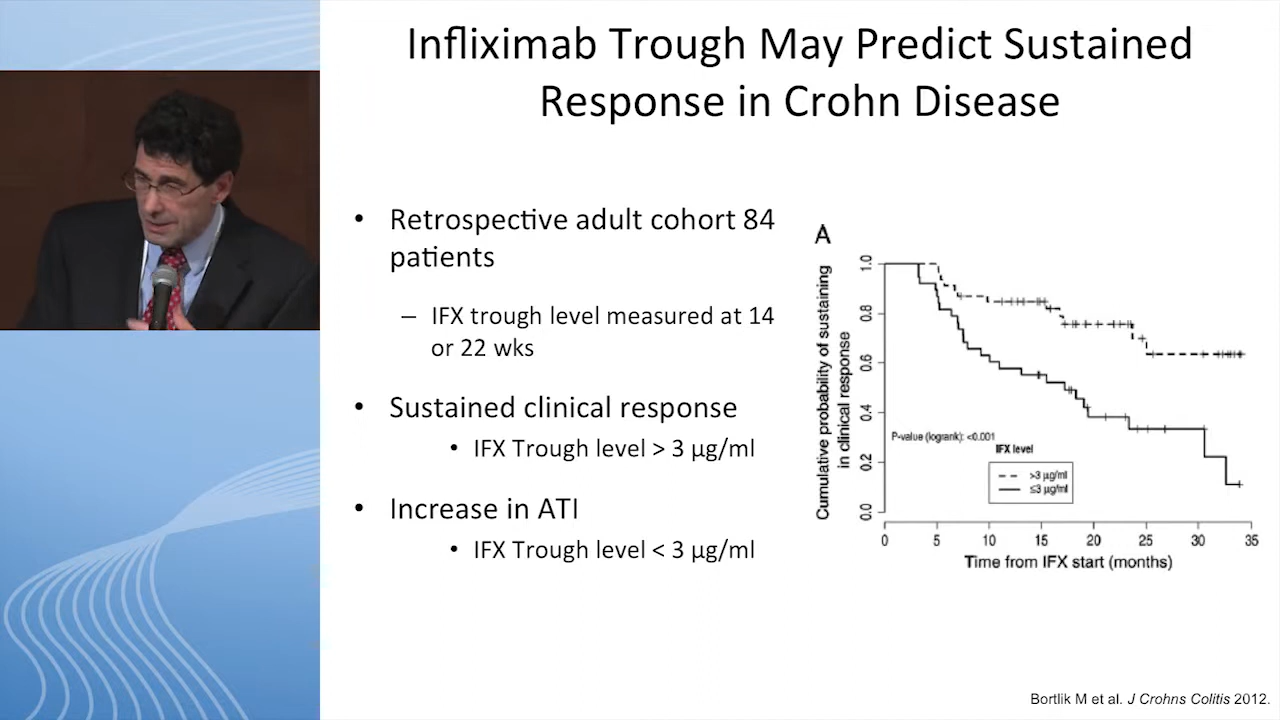 Infliximab Trough May Predict Sustained
Response in Crohn Disease
• Retrospective adult cohort 84
patients
– IFX trough level measured at 14
or 22 wks
• Sustained clinical response
• IFX Trough level > 3 µg/ml
• Increase in ATI
• IFX Trough level < 3 µg/ml
A
Cumulative probability of sustaining
in clinical response
1.0
0.8
0.6
0.4
0.2
0.0
P-value (logrank): <0.001
IFX level
>3 µg/ml
≤3 µg/ml
0 5 10 15 20 25 30 35
Time from IFX start (months)
Bortlik M et al. J Crohns Colitis 2012.